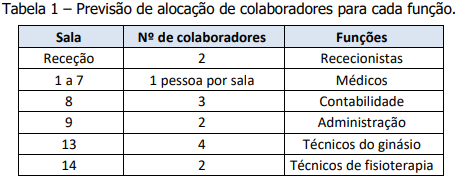 Tabela 1 – Previsão de alocação de colaboradores para cada função.
Sala Nº de colaboradores Funções
Receção 2 Rececionistas
1 a 7 1 pessoa por sala Médicos
8 3 Contabilidade
9 2 Administração
13 4 Técnicos do ginásio
14 2 Técnicos de fisioterapia